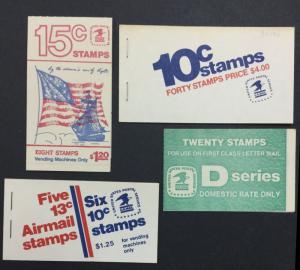 15c
STAMPS
by the dawn's early light
EIGHT STAMPS
Vending Machines Only
$1.20
10c stamps
FORTY STAMPS PRICE $4.00
Five
13c
Airmail
stamps
Six
10c
stamps
$1.25
for vending
machines
only
TWENTY STAMPS
FOR USE ON FIRST CLASS LETTER MAIL
D series
DOMESTIC RATE ONLY